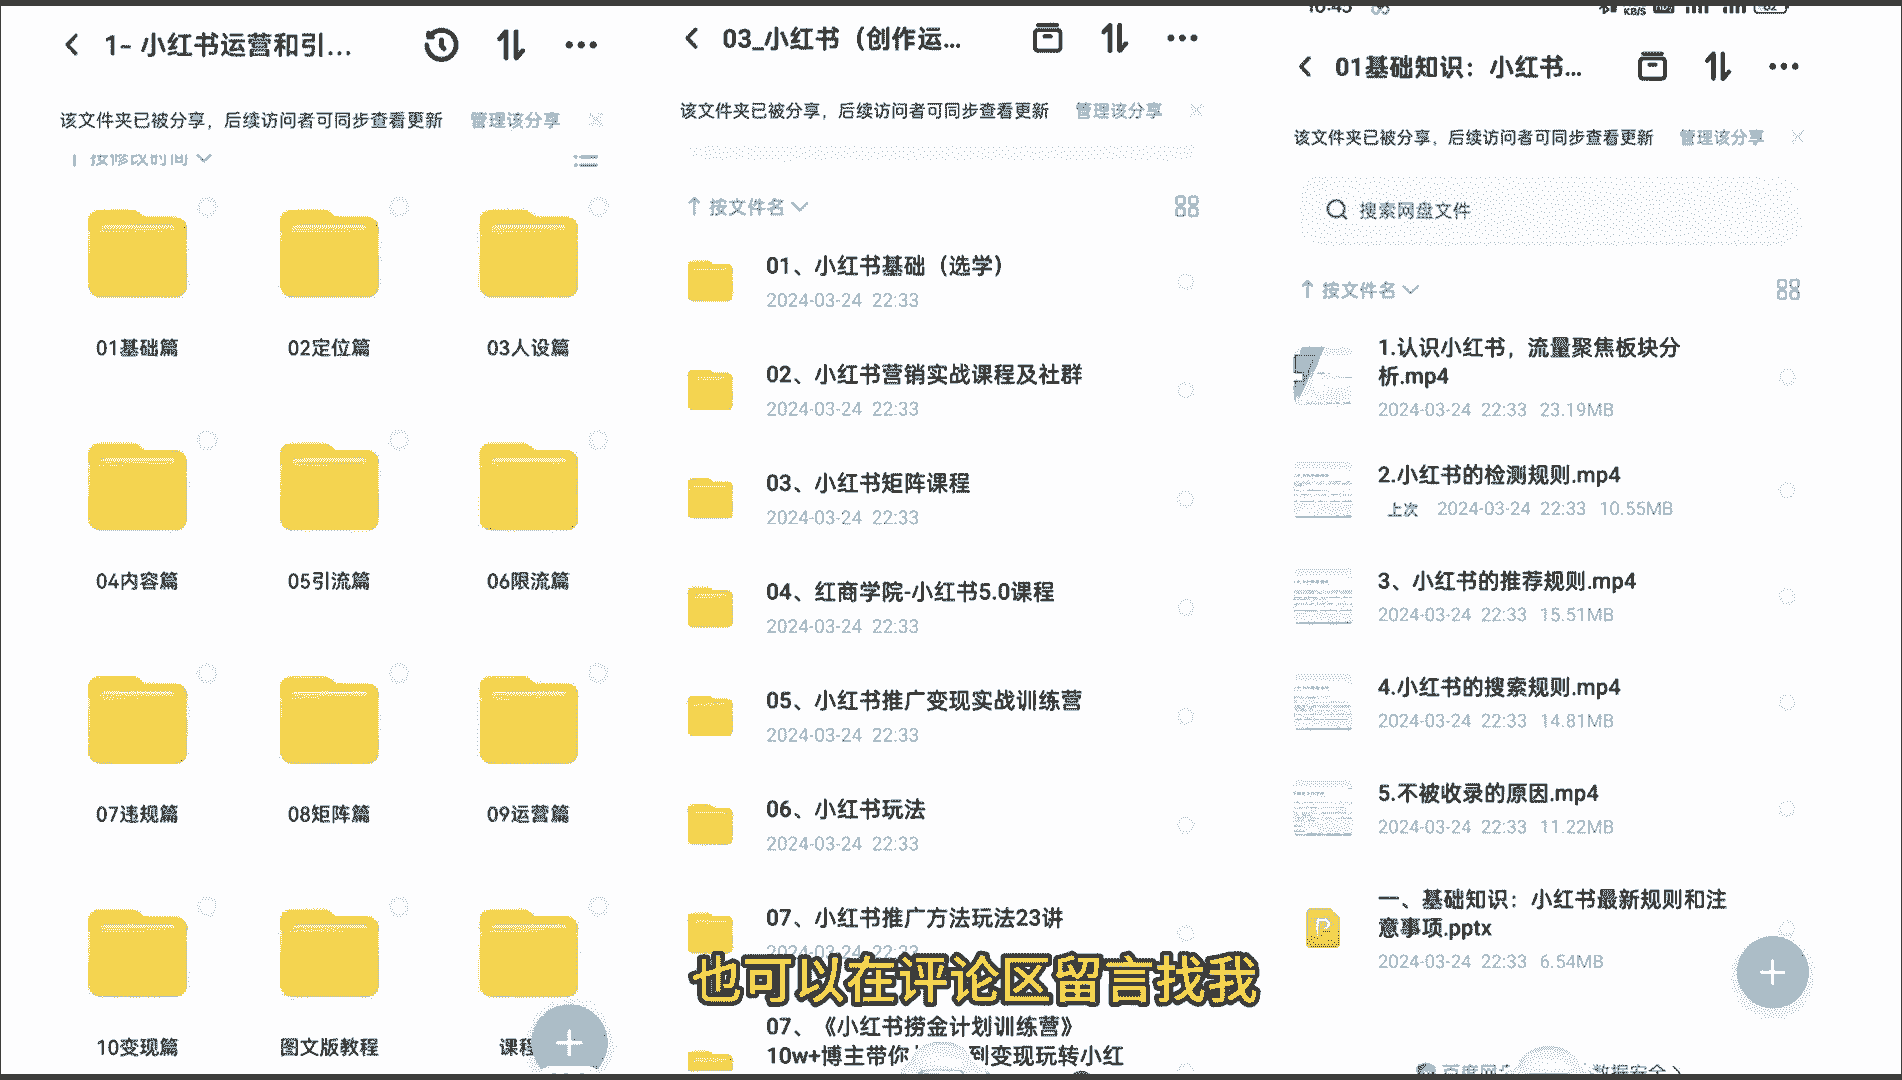 1- 小红书运营和引...
该文件夹已被分享，后续访问者可同步查看更新 管理该分享
按修改时间
01基础篇
02定位篇
03人设篇
04内容篇
05引流篇
06限流篇
07违规篇
08矩阵篇
09运营篇
10变现篇
图文版教程
课程
03_小红书（创作运...
该文件夹已被分享，后续访问者可同步查看更新 管理该分享
按文件名
01、小红书基础（选学）
2024-03-24 22:33
02、小红书营销实战课程及社群
2024-03-24 22:33
03、小红书矩阵课程
2024-03-24 22:33
04、红商学院-小红书5.0课程
2024-03-24 22:33
05、小红书推广变现实战训练营
2024-03-24 22:33
06、小红书玩法
2024-03-24 22:33
07、小红书推广方法玩法23讲
2024-03-24 22:33
也可以在评论区留言找我
07、《小红书捞金计划训练营》
10w+博主带你 到变现玩转小红
10:45
KB/S
01基础知识：小红书...
该文件夹已被分享，后续访问者可同步查看更新 管理该分享
搜索网盘文件
按文件名
1.认识小红书，流量聚焦板块分
析.mp4
2024-03-24 22:33 23.19MB
2.小红书的检测规则.mp4
上次 2024-03-24 22:33 10.55MB
3、小红书的推荐规则.mp4
2024-03-24 22:33 15.51MB
4.小红书的搜索规则.mp4
2024-03-24 22:33 14.81MB
5.不被收录的原因.mp4
2024-03-24 22:33 11.22MB
一、基础知识：小红书最新规则和注
意事项.pptx
2024-03-24 22:33 6.54MB
百度网 数据安全